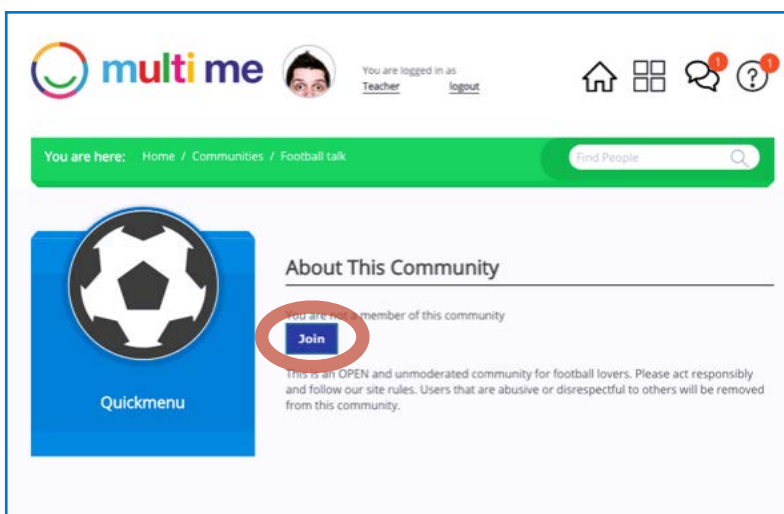 multi me
You are logged in as
Teacher logout
1 1
You are here: Home / Communities / Football talk
Find People
About This Community
You are not a member of this community
Join
This is an OPEN and unmoderated community for football lovers. Please act responsibly
and follow our site rules. Users that are abusive or disrespectful to others will be removed
from this community.
Quickmenu